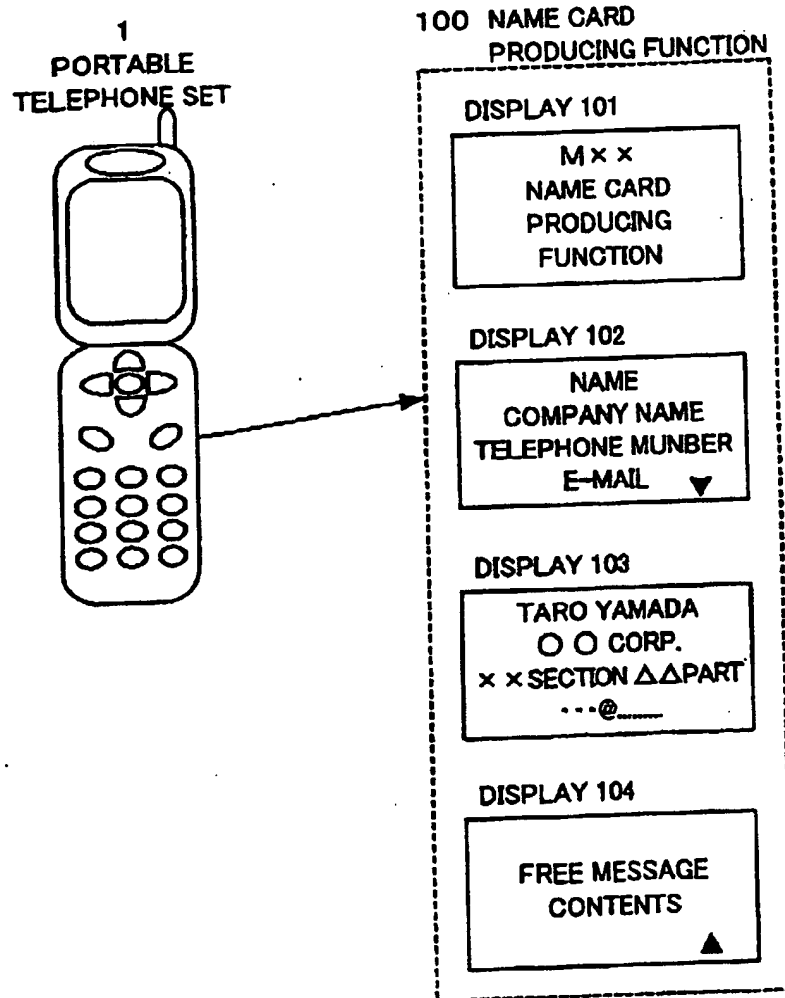 1
PORTABLE
TELEPHONE SET
100 NAME CARD
PRODUCING FUNCTION
DISPLAY 101
M××
NAME CARD
PRODUCING
FUNCTION
DISPLAY 102
NAME
COMPANY NAME
TELEPHONE MUNBER
E-MAIL ▼
DISPLAY 103
TARO YAMADA
○ ○ CORP.
× × SECTION △△PART
---@......
DISPLAY 104
FREE MESSAGE
CONTENTS
▲